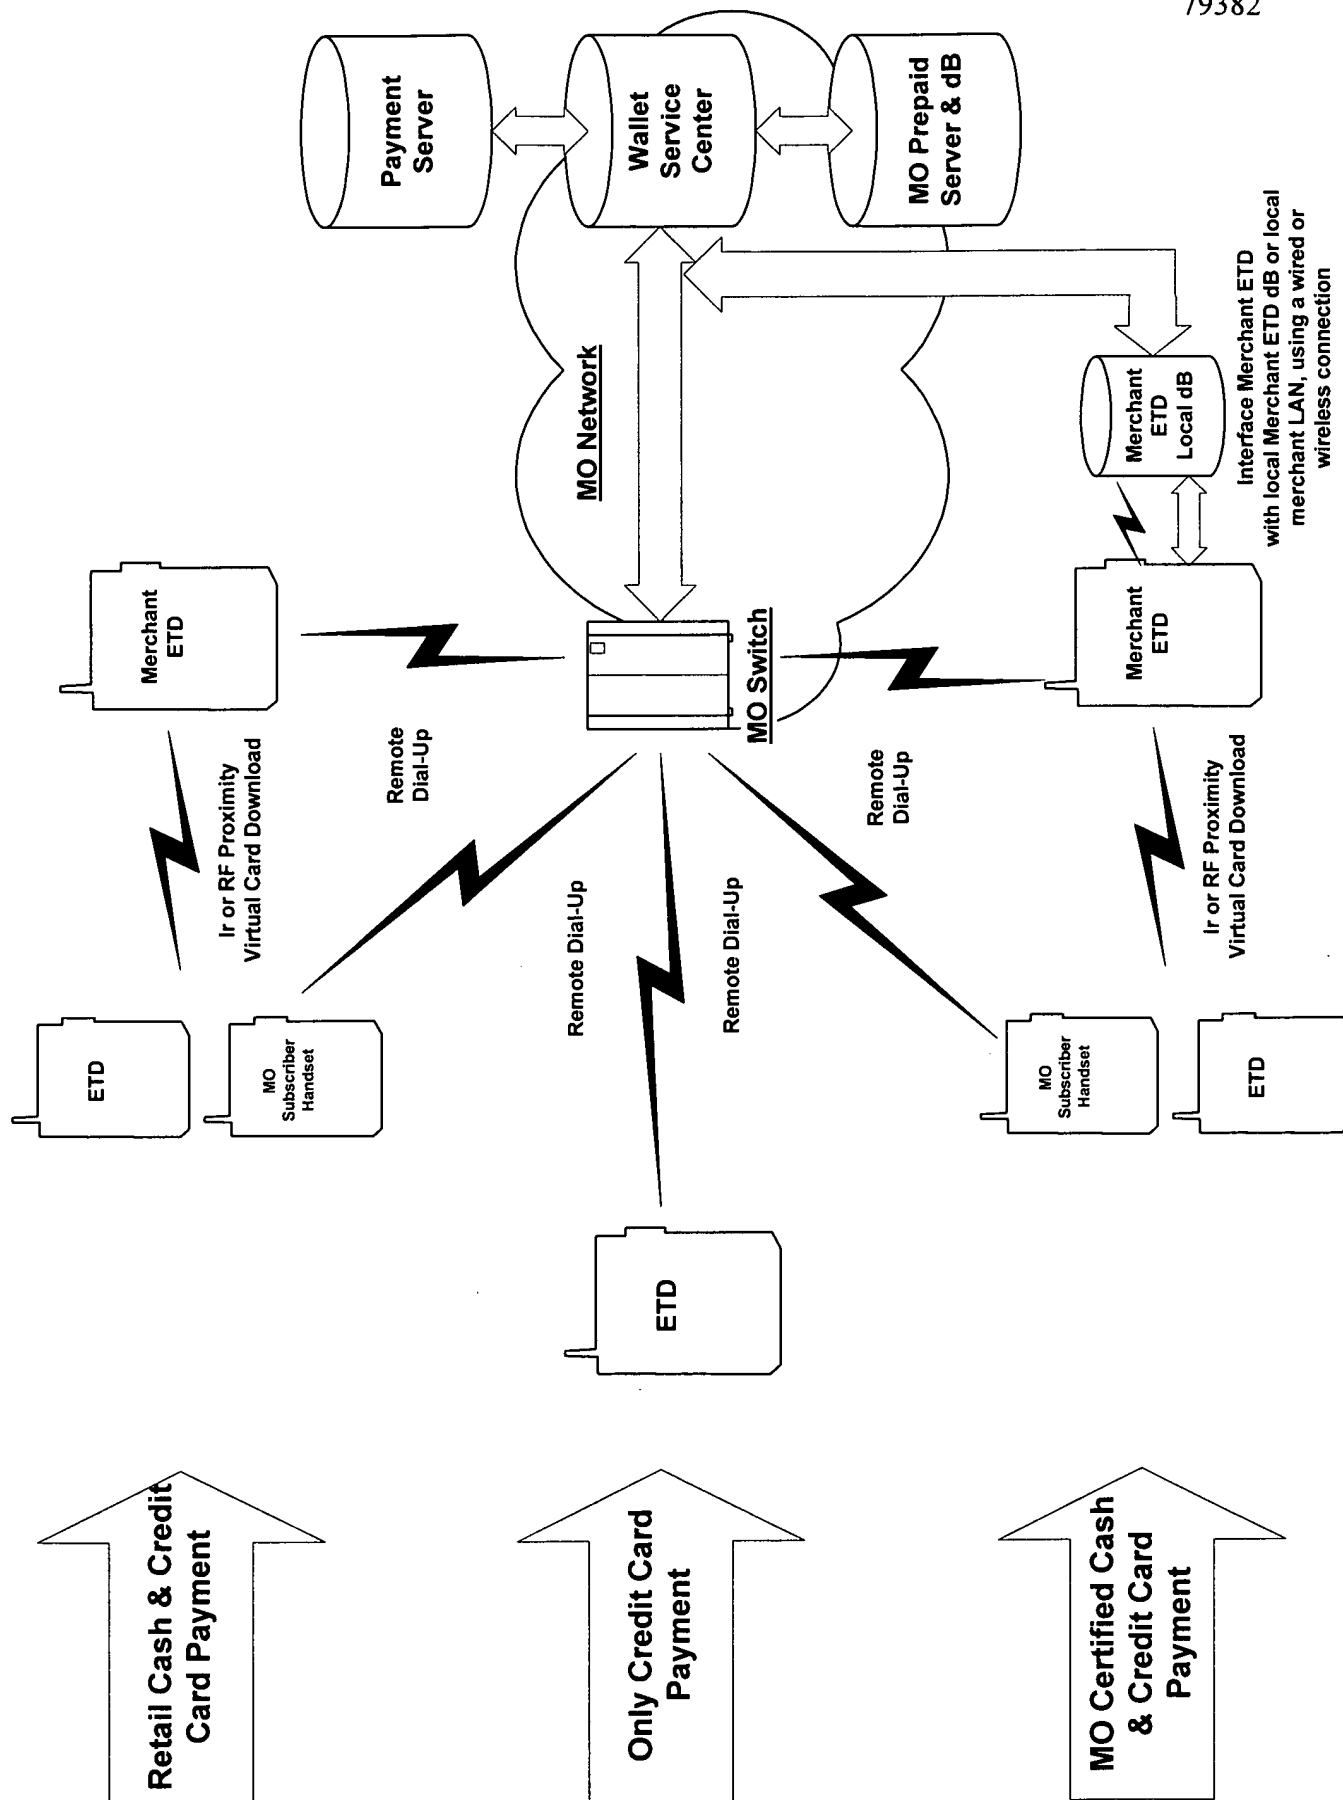 79382
Payment
Server
Wallet
Service
Center
MO Prepaid
Server & dB
MO Network
Merchant
ETD
MO Switch
Merchant
ETD
Local dB
Interface Merchant ETD
with local Merchant ETD dB or local
merchant LAN, using a wired or
wireless connection
Merchant
ETD
Ir or RF Proximity
Virtual Card Download
Remote
Dial-Up
Remote
Dial-Up
Ir or RF Proximity
Virtual Card Download
Remote Dial-Up
Remote Dial-Up
ETD
MO
Subscriber
Handset
MO
Subscriber
Handset
ETD
ETD
Retail Cash & Credit
Card Payment
Only Credit Card
Payment
MO Certified Cash
& Credit Card
Payment